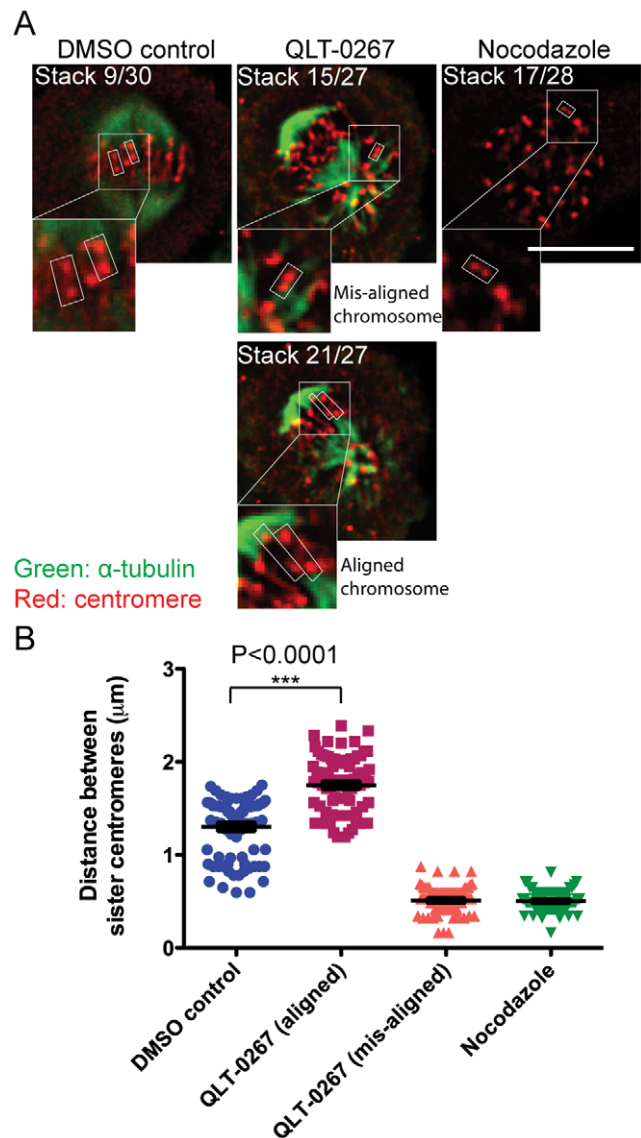 A
DMSO control
QLT-0267
Nocodazole
Stack 9/30
Stack 15/27
Stack 17/28
Mis-aligned
chromosome
Stack 21/27
Aligned
chromosome
Green: α-tubulin
Red: centromere
B
P<0.0001
***
3
2
1
0
Distance between
sister centromeres (μm)
DMSO control
QLT-0267 (aligned)
QLT-0267 (mis-aligned)
Nocodazole